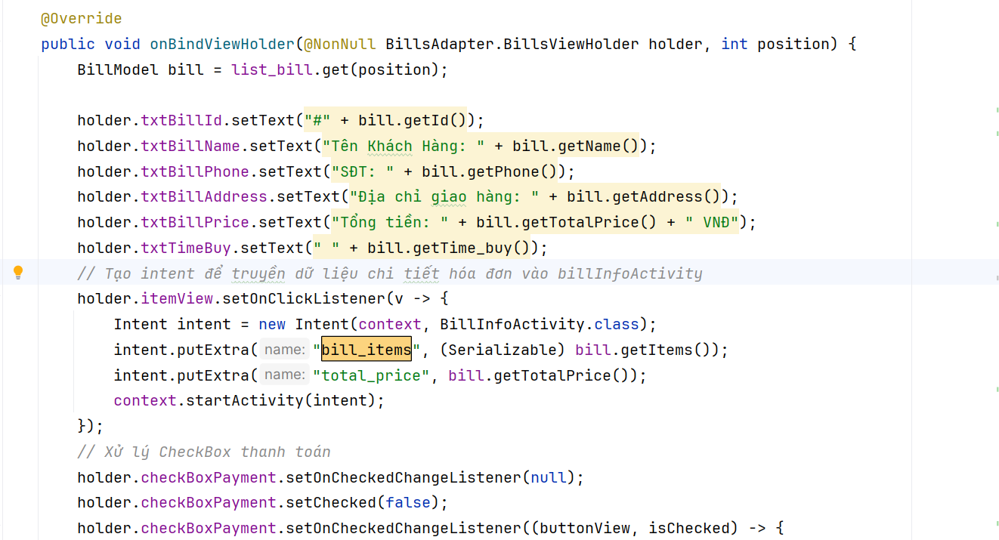 @Override
public void onBindViewHolder(@NonNull BillsAdapter.BillsViewHolder holder, int position) {
BillModel bill = list_bill.get(position);
holder.txtBillId.setText("#" + bill.getId());
holder.txtBillName.setText("Tên Khách Hàng: " + bill.getName());
holder.txtBillPhone.setText("SĐT: " + bill.getPhone());
holder.txtBillAddress.setText("Địa chỉ giao hàng: " + bill.getAddress());
holder.txtBillPrice.setText("Tổng tiền: " + bill.getTotalPrice() + " VNĐ");
holder.txtTimeBuy.setText(" " + bill.getTime_buy());
// Tạo intent để truyền dữ liệu chi tiết hóa đơn vào billInfoActivity
holder.itemView.setOnClickListener(v -> {
Intent intent = new Intent(context, BillInfoActivity.class);
intent.putExtra( name: "bill_items", (Serializable) bill.getItems());
intent.putExtra( name: "total_price", bill.getTotalPrice());
context.startActivity(intent);
});
// Xử lý CheckBox thanh toán
holder.checkBoxPayment.setOnCheckedChangeListener(null);
holder.checkBoxPayment.setChecked(false);
holder.checkBoxPayment.setOnCheckedChangeListener((buttonView, isChecked) -> {